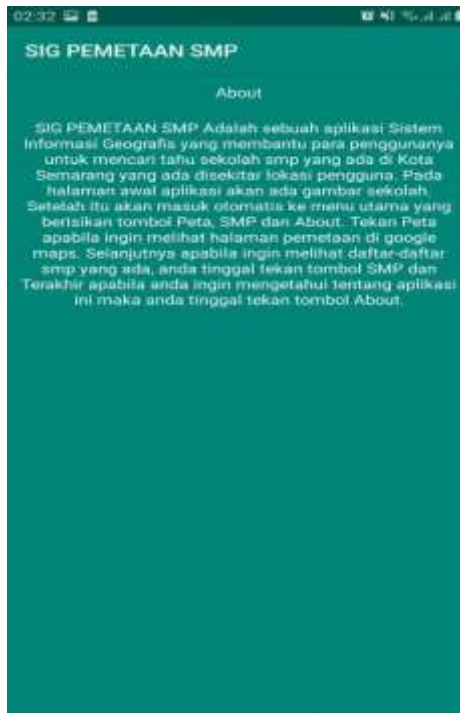 02:32
SIG PEMETAAN SMP
About
SIG PEMETAAN SMP Adalah sebuah aplikasi Sistem
Informasi Geografis yang membantu para penggunanya
untuk mencari tahu sekolah smp yang ada di Kota
Semarang yang ada disekitar lokasi pengguna. Pada
halaman awal aplikasi akan ada gambar sekolah.
Setelah itu akan masuk otomatis ke menu utama yang
berisikan tombol Peta, SMP dan About. Tekan Peta
apabila ingin melihat halaman pemetaan di google
maps. Selanjutnya apabila ingin melihat daftar-daftar
smp yang ada, anda tinggal tekan tombol SMP dan
Terakhir apabila anda ingin mengetahui tentang aplikasi
ini maka anda tinggal tekan tombol About.